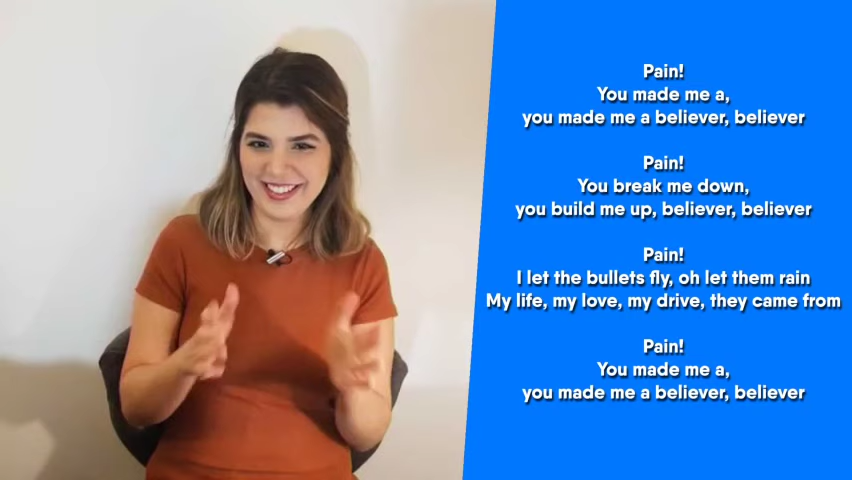 Pain!
You made me a,
you made me a believer, believer
Pain!
You break me down,
you build me up, believer, believer
Pain!
I let the bullets fly, oh let them rain
My life, my love, my drive, they came from
Pain!
You made me a,
you made me a believer, believer